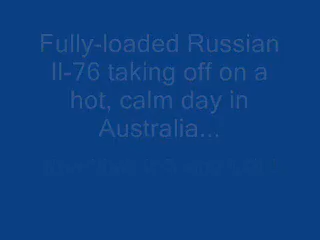 Fully-loaded Russian
Il-76 taking off on a
hot, calm day in
Australia...